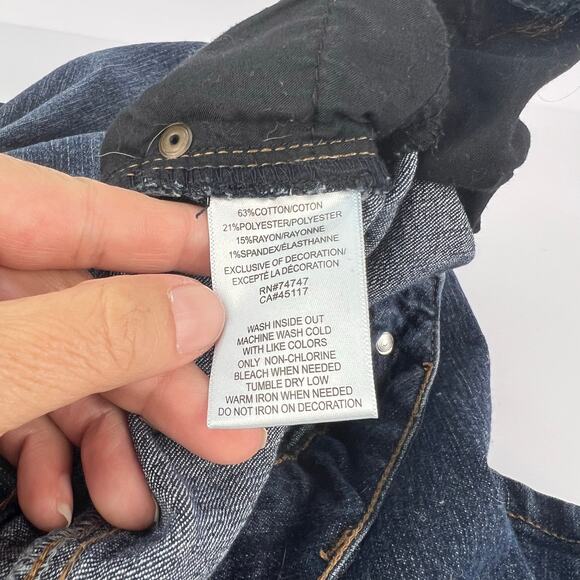 63%COTTON/COTON
21%POLYESTER/POLYESTER
15%RAYON/RAYONNE
1%SPANDEX/ÉLASTHANNE
EXCLUSIVE OF DECORATION/
EXCEPTÉ LA DÉCORATION
RN#74747
CA#45117
WASH INSIDE OUT
MACHINE WASH COLD
WITH LIKE COLORS
ONLY NON-CHLORINE
BLEACH WHEN NEEDED
TUMBLE DRY LOW
WARM IRON WHEN NEEDED
DO NOT IRON ON DECORATION